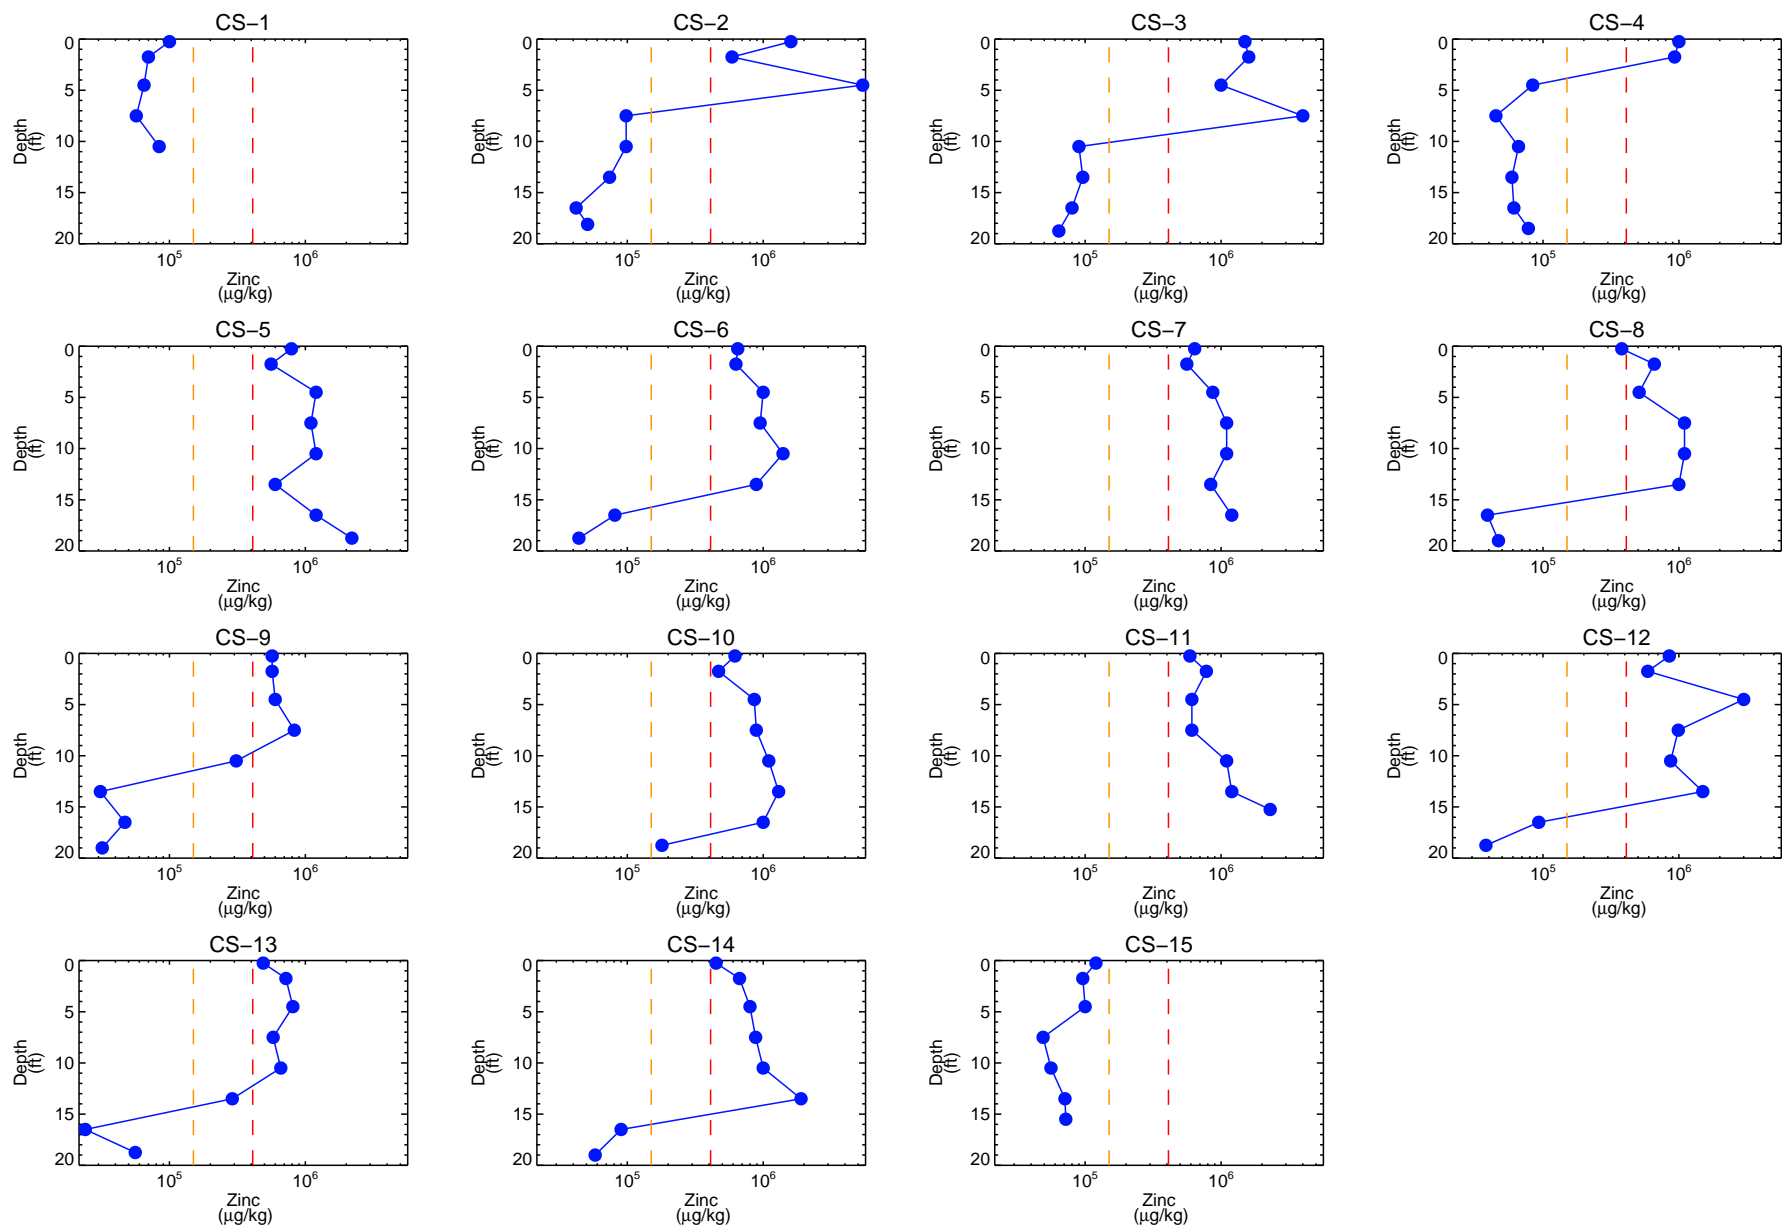 CS−1
0
5
10
15
20
Depth
(ft)
10⁵ 10⁶
Zinc
(μg/kg)
CS−2
0
5
10
15
20
Depth
(ft)
10⁵ 10⁶
Zinc
(μg/kg)
CS−3
0
5
10
15
20
Depth
(ft)
10⁵ 10⁶
Zinc
(μg/kg)
CS−4
0
5
10
15
20
Depth
(ft)
10⁵ 10⁶
Zinc
(μg/kg)
CS−5
0
5
10
15
20
Depth
(ft)
10⁵ 10⁶
Zinc
(μg/kg)
CS−6
0
5
10
15
20
Depth
(ft)
10⁵ 10⁶
Zinc
(μg/kg)
CS−7
0
5
10
15
20
Depth
(ft)
10⁵ 10⁶
Zinc
(μg/kg)
CS−8
0
5
10
15
20
Depth
(ft)
10⁵ 10⁶
Zinc
(μg/kg)
CS−9
0
5
10
15
20
Depth
(ft)
10⁵ 10⁶
Zinc
(μg/kg)
CS−10
0
5
10
15
20
Depth
(ft)
10⁵ 10⁶
Zinc
(μg/kg)
CS−11
0
5
10
15
20
Depth
(ft)
10⁵ 10⁶
Zinc
(μg/kg)
CS−12
0
5
10
15
20
Depth
(ft)
10⁵ 10⁶
Zinc
(μg/kg)
CS−13
0
5
10
15
20
Depth
(ft)
10⁵ 10⁶
Zinc
(μg/kg)
CS−14
0
5
10
15
20
Depth
(ft)
10⁵ 10⁶
Zinc
(μg/kg)
CS−15
0
5
10
15
20
Depth
(ft)
10⁵ 10⁶
Zinc
(μg/kg)